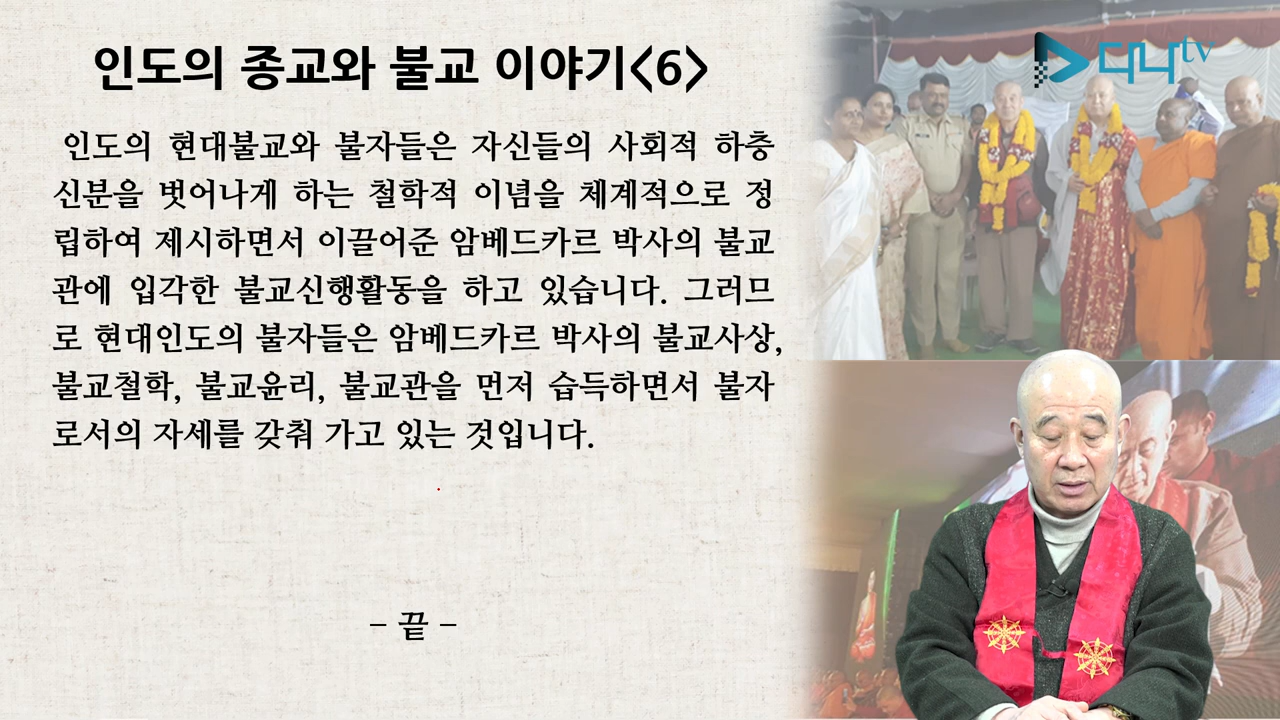 인도의 종교와 불교 이야기<6>
다나tv
인도의 현대불교와 불자들은 자신들의 사회적 하층
신분을 벗어나게 하는 철학적 이념을 체계적으로 정
립하여 제시하면서 이끌어준 암베드카르 박사의 불교
관에 입각한 불교신행활동을 하고 있습니다. 그러므
로 현대인도의 불자들은 암베드카르 박사의 불교사상,
불교철학, 불교윤리, 불교관을 먼저 습득하면서 불자
로서의 자세를 갖춰 가고 있는 것입니다.
– 끝 –